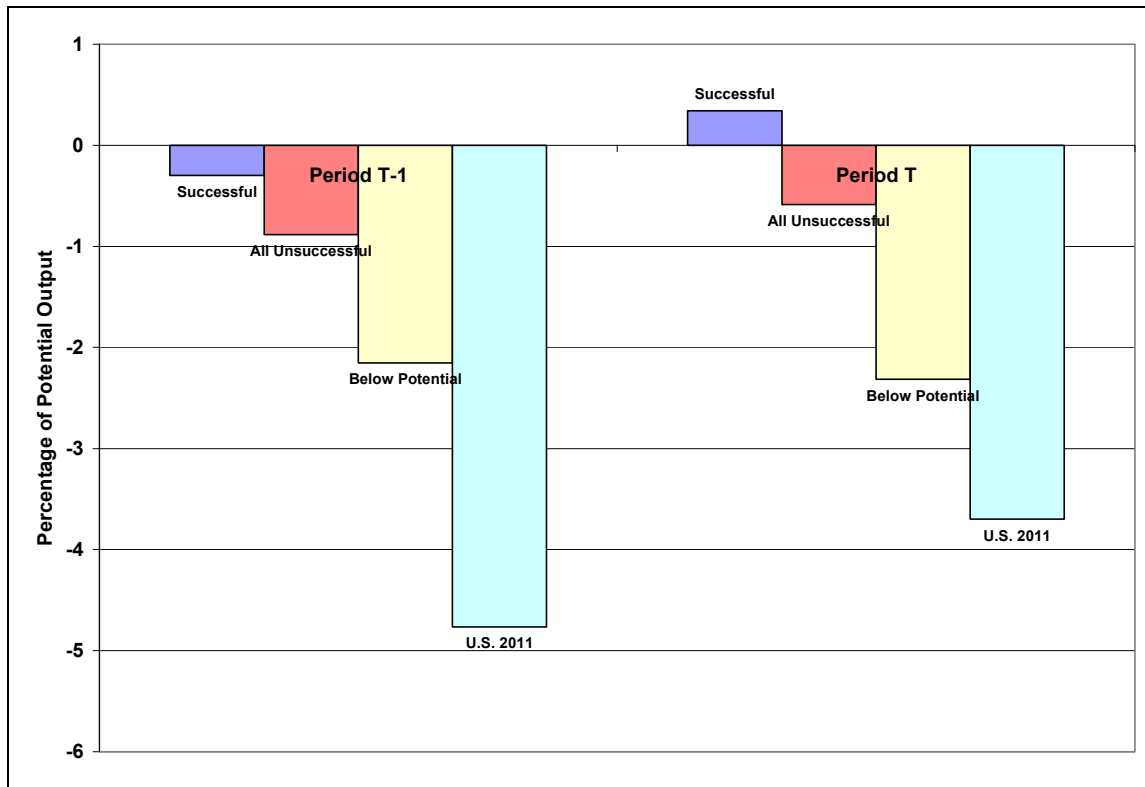 Percentage of Potential Output
1
0
-1
-2
-3
-4
-5
-6
Successful
Period T-1
Successful
All Unsuccessful
Below Potential
U.S. 2011
Period T
All Unsuccessful
Below Potential
U.S. 2011